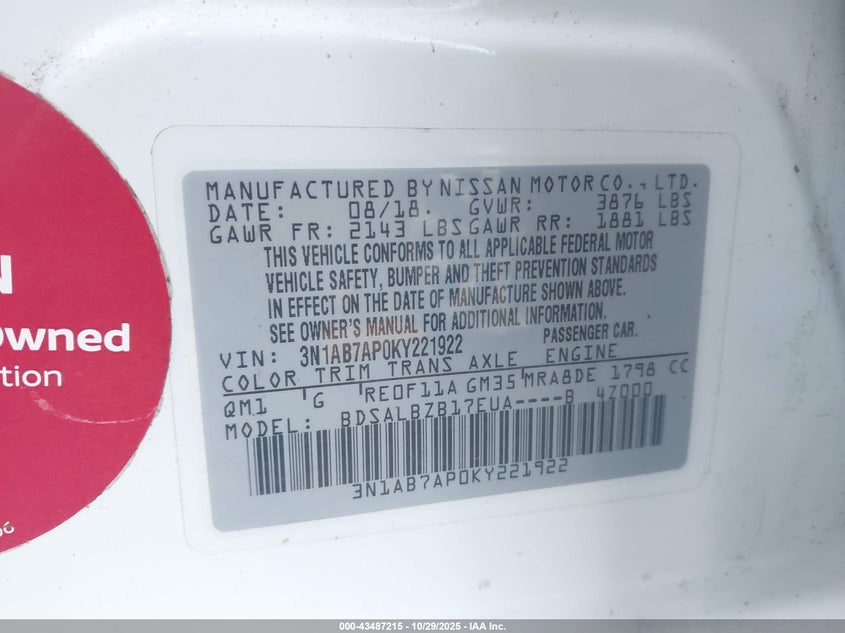 N
Owned
tion
MANUFACTURED BY NISSAN MOTOR CO., LTD.
DATE: 08/18. GVWR: 3876 LBS
GAWR FR: 2143 LBS GAWR RR: 1881 LBS
THIS VEHICLE CONFORMS TO ALL APPLICABLE FEDERAL MOTOR
VEHICLE SAFETY, BUMPER AND THEFT PREVENTION STANDARDS
IN EFFECT ON THE DATE OF MANUFACTURE SHOWN ABOVE.
SEE OWNER'S MANUAL FOR ADDITIONAL INFORMATION.
VIN: 3N1AB7AP0KY221922 PASSENGER CAR.
COLOR TRIM TRANS AXLE ENGINE
QM1 G RE0F11A GM35 MRA8DE 1798 CC
MODEL: BDSALBZB17EUA----B 4Z000
3N1AB7AP0KY221922
000-43487215 - 10/29/2025 - IAA Inc.